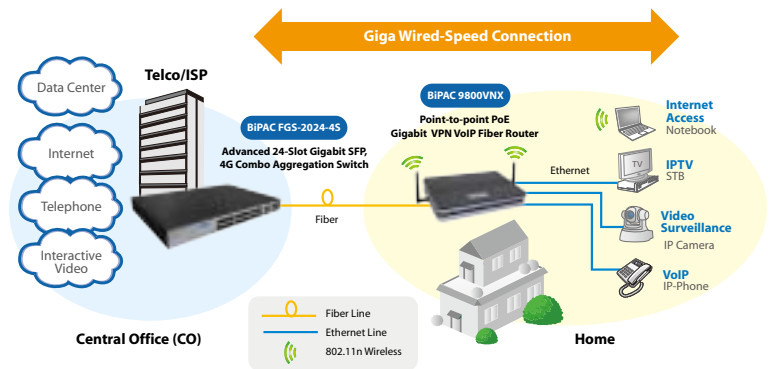 Giga Wired-Speed Connection
Telco/ISP
Data Center
Internet
Telephone
Interactive
Video
BiPAC FGS-2024-4S
Advanced 24-Slot Gigabit SFP,
4G Combo Aggregation Switch
Fiber
BiPAC 9800VNX
Point-to-point PoE
Gigabit VPN VoIP Fiber Router
Ethernet
Internet
Access
Notebook
TV
IPTV
STB
Video
Surveillance
IP Camera
VoIP
IP-Phone
Central Office (CO)
Fiber Line
Ethernet Line
802.11n Wireless
Home